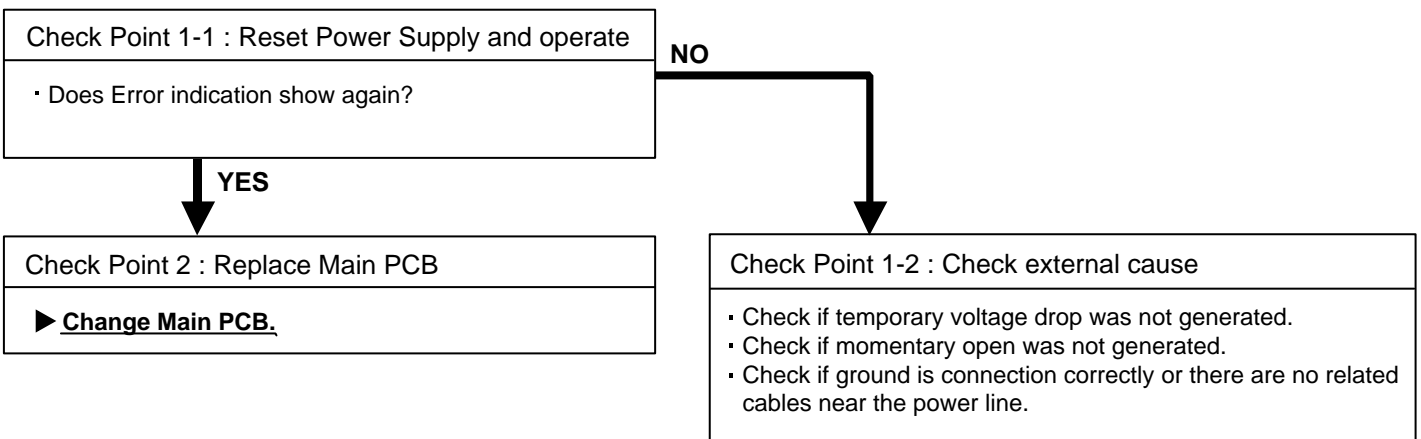 Check Point 1-1 : Reset Power Supply and operate
NO
・Does Error indication show again?
YES
Check Point 2 : Replace Main PCB
▶Change Main PCB.
Check Point 1-2 : Check external cause
・Check if temporary voltage drop was not generated.
・Check if momentary open was not generated.
・Check if ground is connection correctly or there are no related
cables near the power line.